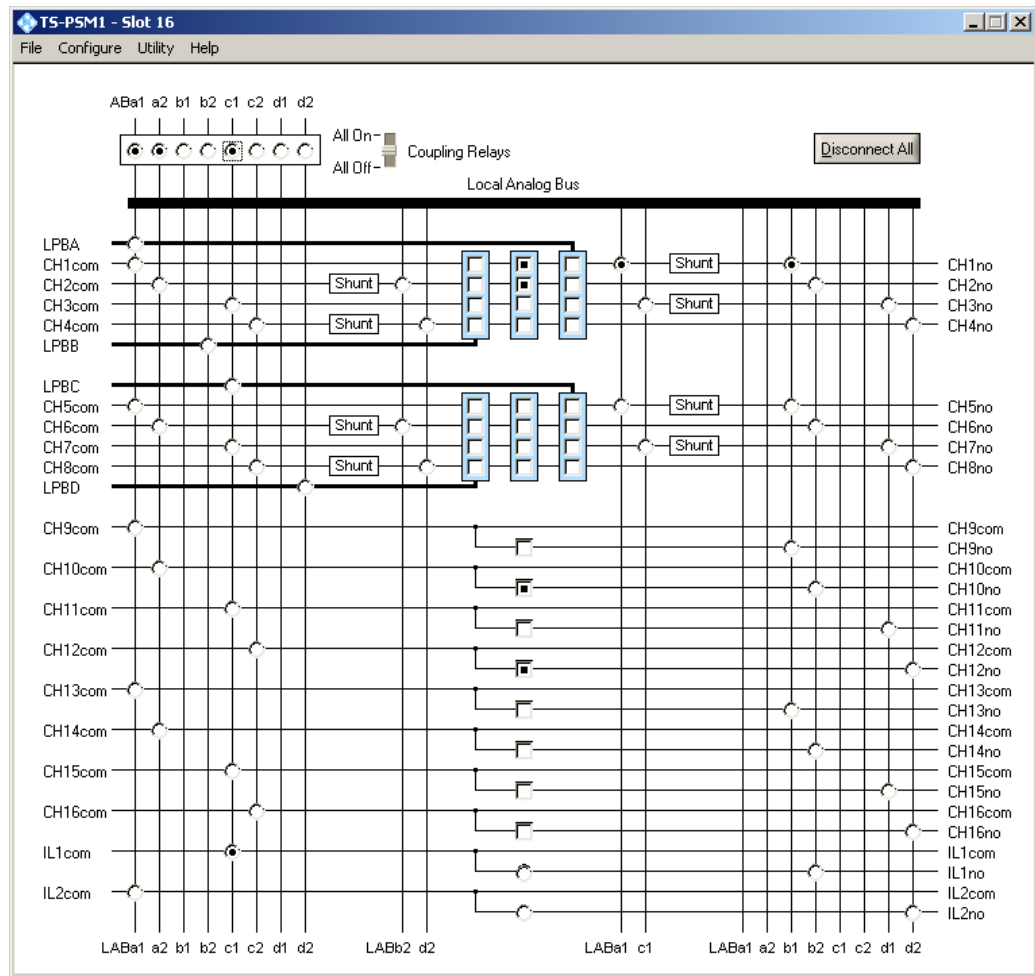 TS-PSM1 - Slot 16
File Configure Utility Help
ABa1 a2 b1 b2 c1 c2 d1 d2
All On
All Off
Coupling Relays
Disconnect All
Local Analog Bus
LPBA
CH1com Shunt CH1no
CH2com Shunt CH2no
CH3com Shunt CH3no
CH4com Shunt CH4no
LPBB
LPBC
CH5com Shunt CH5no
CH6com Shunt CH6no
CH7com Shunt CH7no
CH8com Shunt CH8no
LPBD
CH9com CH9com
CH9no
CH10com CH10com
CH10no
CH11com CH11com
CH11no
CH12com CH12com
CH12no
CH13com CH13com
CH13no
CH14com CH14com
CH14no
CH15com CH15com
CH15no
CH16com CH16com
CH16no
IL1com IL1com
IL1no
IL2com IL2com
IL2no
LABa1 a2 b1 b2 c1 c2 d1 d2 LABb2 d2 LABa1 c1 LABa1 a2 b1 b2 c1 c2 d1 d2